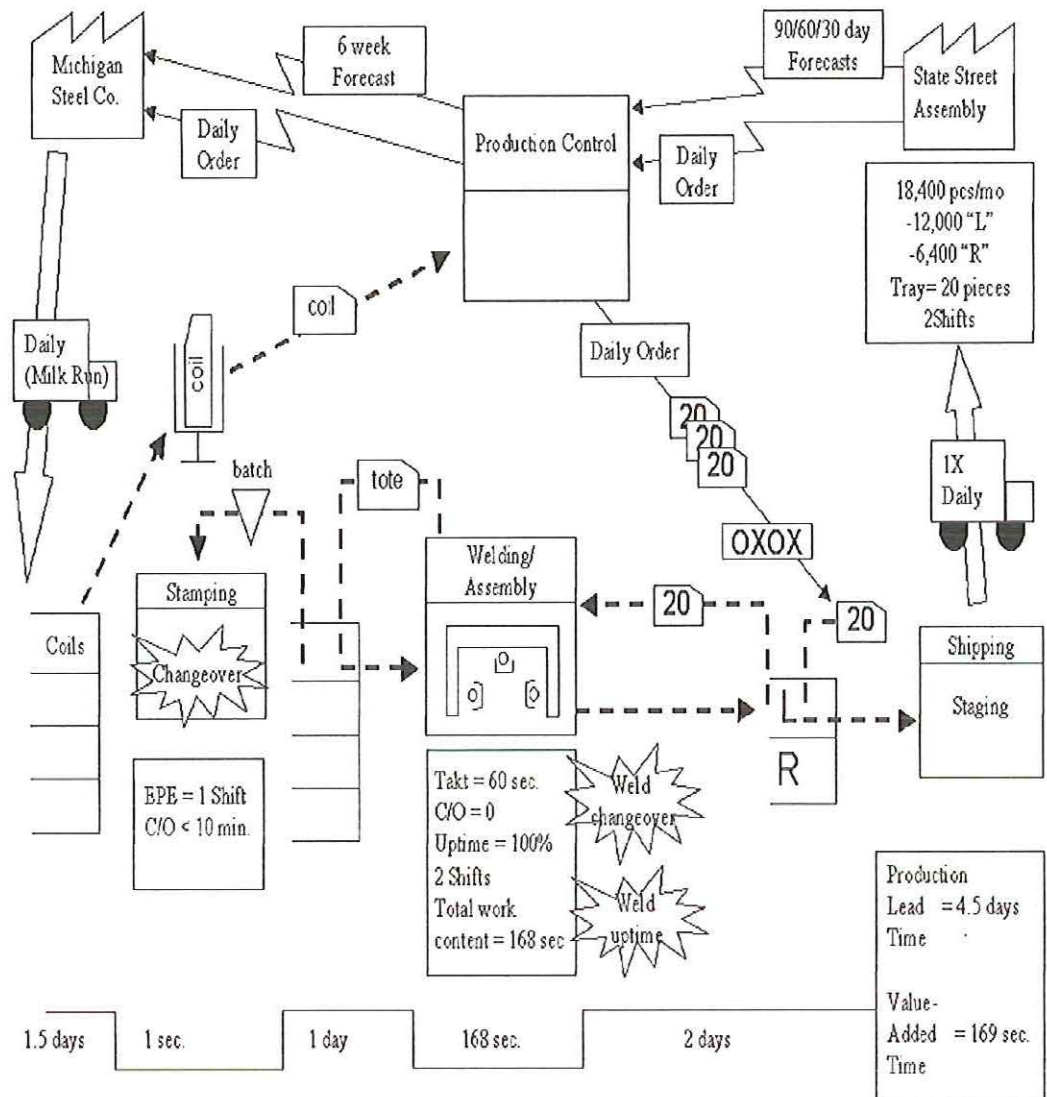 Michigan
Steel Co.
6 week
Forecast
90/60/30 day
Forecasts
State Street
Assembly
Daily
Order
Production Control
Daily
Order
18,400 pcs/mo
-12,000 “L”
-6,400 “R”
Tray= 20 pieces
2Shifts
Daily
(Milk Run)
coil
coil
Daily Order
20
20
20
1X
Daily
batch
tote
OXOX
Welding/
Assembly
Stamping
Changeover
Coils
20
20
Shipping
Staging
L
R
EPE = 1 Shift
C/O < 10 min.
Takt = 60 sec.
C/O = 0
Uptime = 100%
2 Shifts
Total work
content = 168 sec
Weld
changeover
Weld
uptime
Production
Lead = 4.5 days
Time
Value-
Added = 169 sec.
Time
1.5 days
1 sec.
1 day
168 sec.
2 days